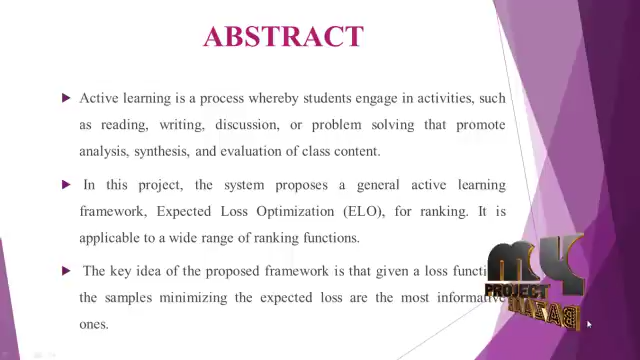 ABSTRACT
Active learning is a process whereby students engage in activities, such
as reading, writing, discussion, or problem solving that promote
analysis, synthesis, and evaluation of class content.
In this project, the system proposes a general active learning
framework, Expected Loss Optimization (ELO), for ranking. It is
applicable to a wide range of ranking functions.
The key idea of the proposed framework is that given a loss function
the samples minimizing the expected loss are the most informative
ones.
MY
PROJECT
BAZAAR